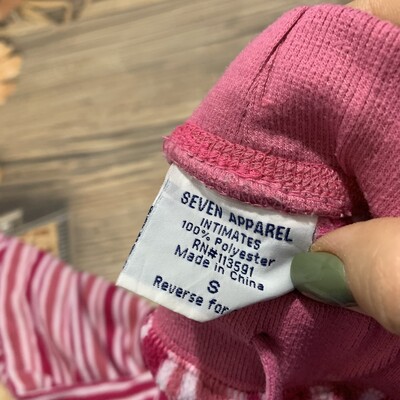 SEVEN APPAREL
INTIMATES
100% Polyester
RN#113591
Made in China
S
Reverse for